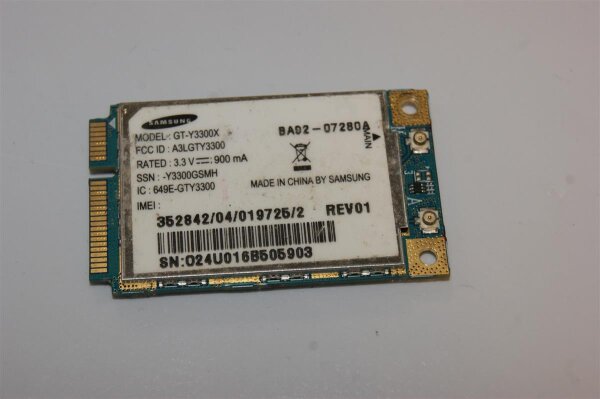 SAMSUNG
MODEL: GT-Y3300X
BA92-07280A
FCC ID : A3LGTY3300
RATED : 3.3 V⎓; 900 mA
SSN : -Y3300GSMH
IC : 649E-GTY3300
MADE IN CHINA BY SAMSUNG
IMEI :
352842/04/019725/2 REV01
SN:024U016B505903
MAIN
A